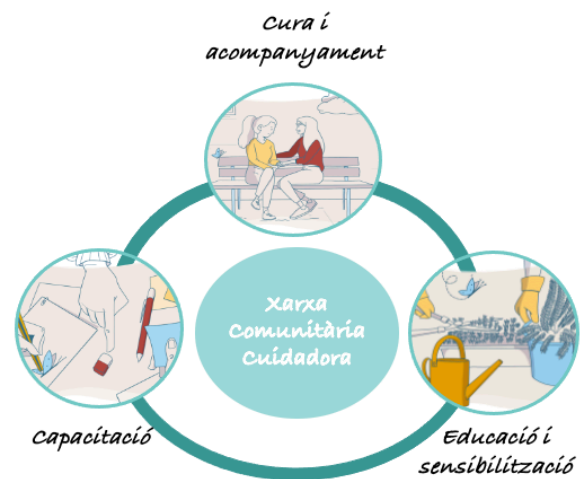 Cura i
acompanyament
Xarxa
Comunitària
Cuidadora
Capacitació
Educació i
sensibilització